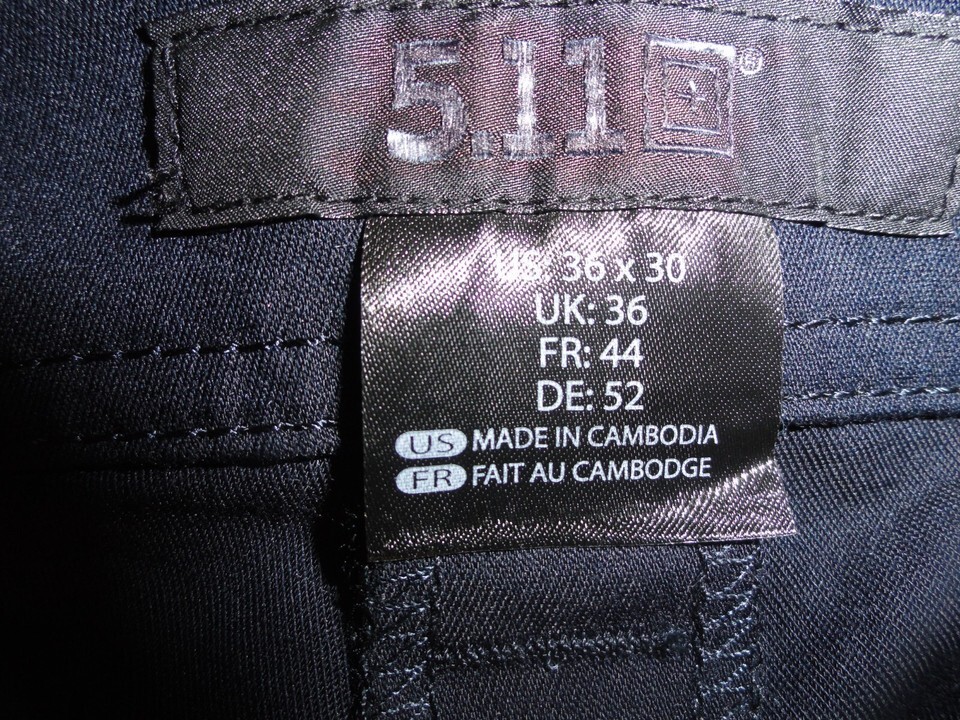 5.11®
US: 36 x 30
UK: 36
FR: 44
DE: 52
US MADE IN CAMBODIA
FR FAIT AU CAMBODGE